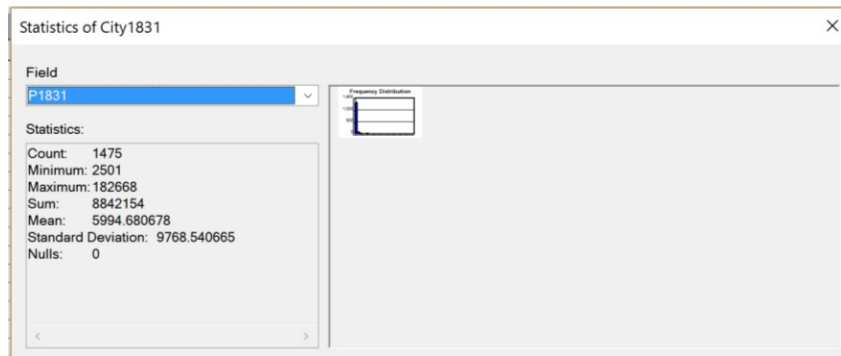 Statistics of City1831
Field
P1831
Statistics:
Count: 1475
Minimum: 2501
Maximum: 182668
Sum: 8842154
Mean: 5994.680678
Standard Deviation: 9768.540665
Nulls: 0
Frequency Distribution